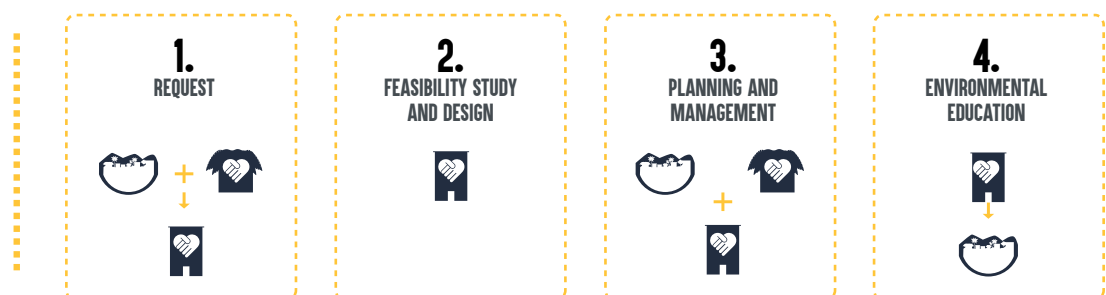 1.
REQUEST
2.
FEASIBILITY STUDY
AND DESIGN
3.
PLANNING AND
MANAGEMENT
4.
ENVIRONMENTAL
EDUCATION